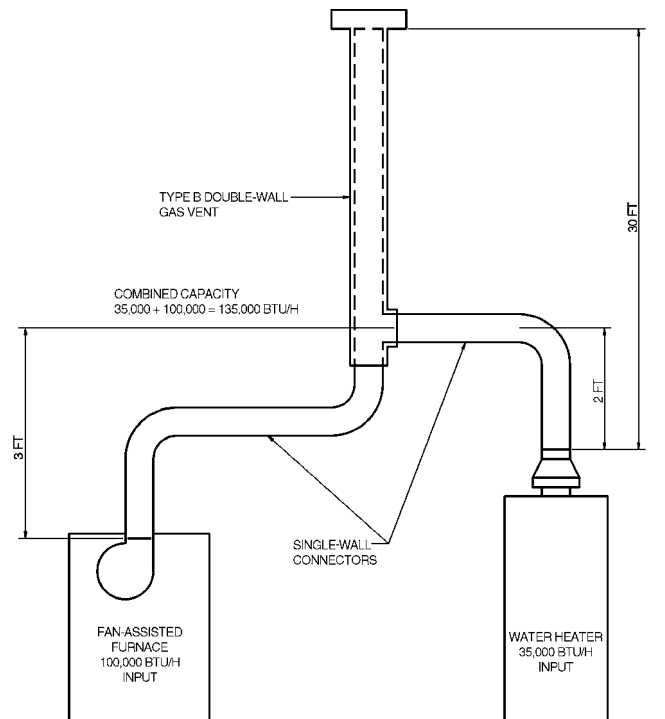 TYPE B DOUBLE-WALL
GAS VENT
30 FT
COMBINED CAPACITY
35,000 + 100,000 = 135,000 BTU/H
2 FT
3 FT
SINGLE-WALL
CONNECTORS
FAN-ASSISTED
FURNACE
100,000 BTU/H
INPUT
WATER HEATER
35,000 BTU/H
INPUT